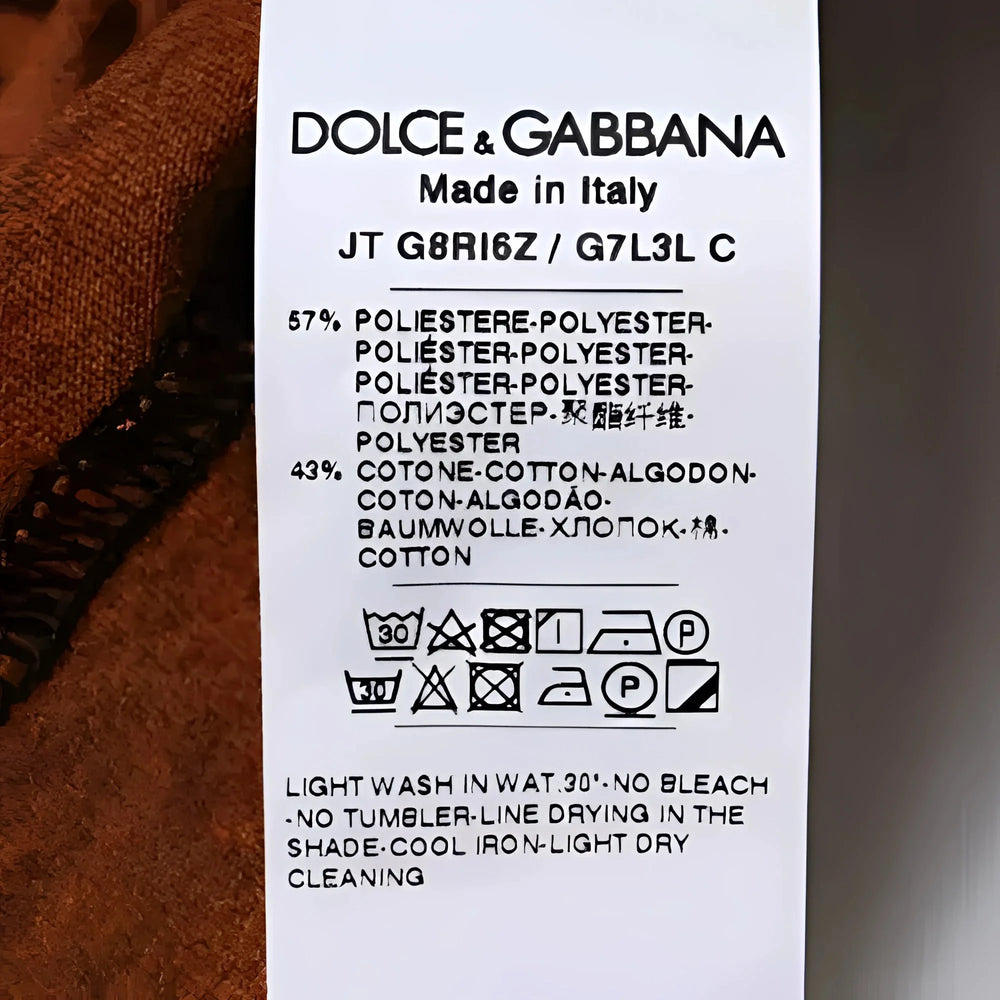 DOLCE & GABBANA
Made in Italy
JT G8RI6Z / G7L3L C
57% POLIESTERE-POLYESTER-
POLIÉSTER-POLYESTER-
POLIÉSTER-POLYESTER-
ПОЛИЭСТЕР-聚酯纤维-
POLYESTER
43% COTONE-COTTON-ALGODON-
COTON-ALGODÃO-
BAUMWOLLE-ХЛОПОК-棉-
COTTON
30 P
30 P
LIGHT WASH IN WAT.30°-NO BLEACH
-NO TUMBLER-LINE DRYING IN THE
SHADE-COOL IRON-LIGHT DRY
CLEANING